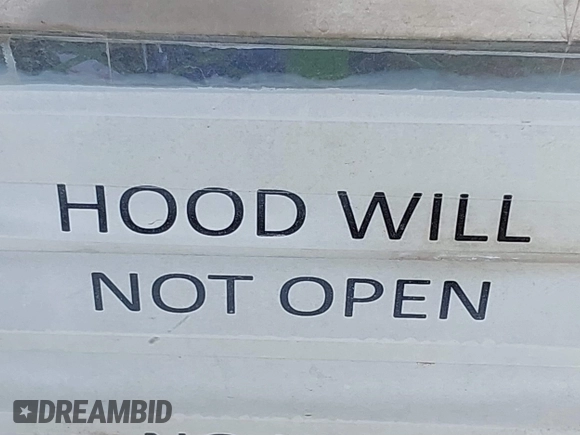 HOOD WILL
NOT OPEN
DREAMBID